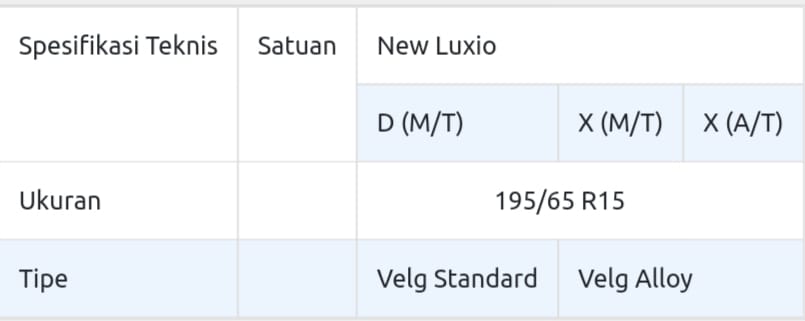 Spesifikasi Teknis Satuan New Luxio
D (M/T) X (M/T) X (A/T)
Ukuran 195/65 R15
Tipe Velg Standard Velg Alloy